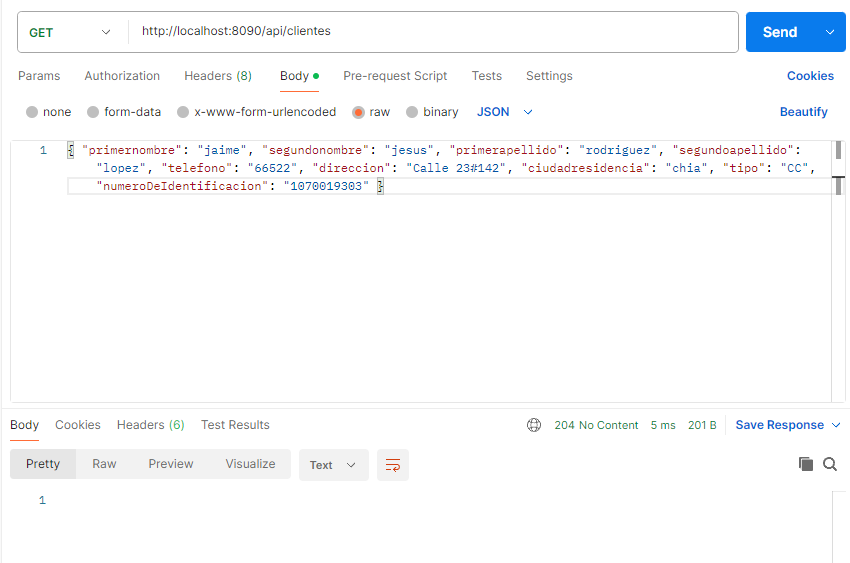 GET http://localhost:8090/api/clientes Send
Params Authorization Headers (8) Body Pre-request Script Tests Settings Cookies
none form-data x-www-form-urlencoded raw binary JSON Beautify
1 { "primernombre": "jaime", "segundonombre": "jesus", "primerapellido": "rodriguez", "segundoapellido":
"lopez", "telefono": "66522", "direccion": "Calle 23#142", "ciudadresidencia": "chia", "tipo": "CC",
"numeroDeIdentificacion": "1070019303" }
Body Cookies Headers (6) Test Results 204 No Content 5 ms 201 B Save Response
Pretty Raw Preview Visualize Text
1